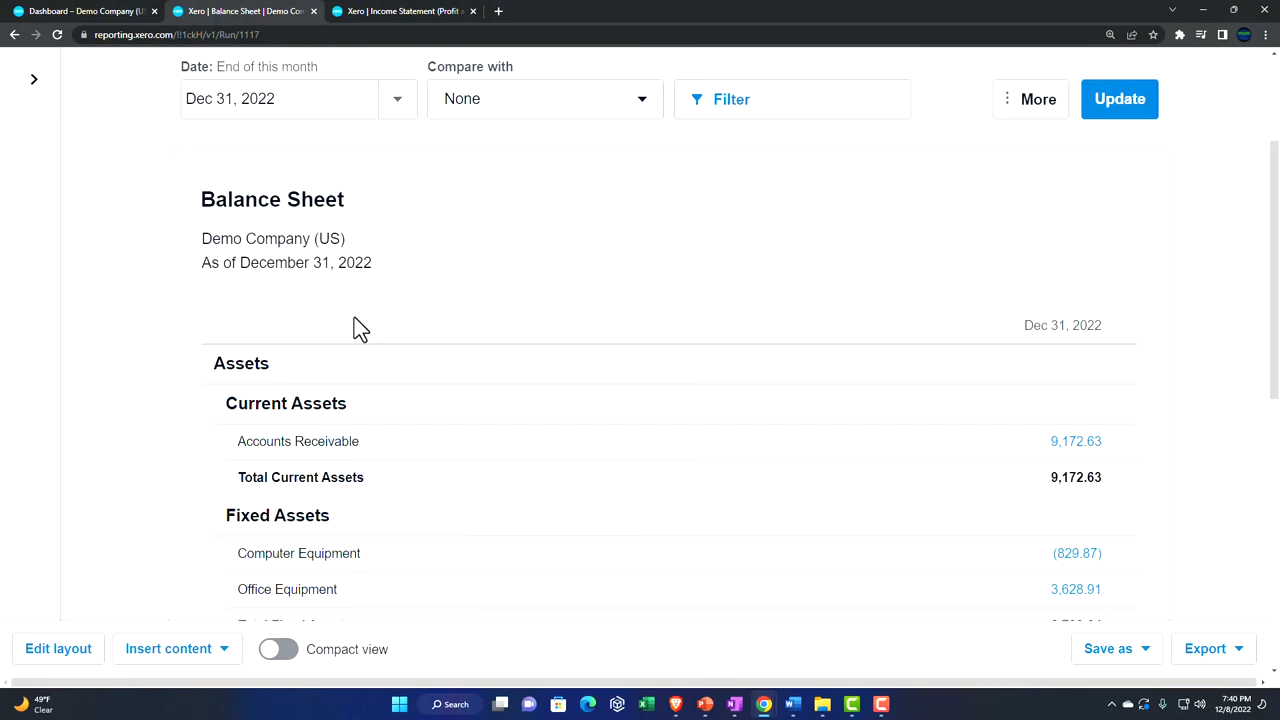 Dashboard – Demo Company (U
Xero | Balance Sheet | Demo Con
Xero | Income Statement (Profit a
reporting.xero.com/!l1ckH/v1/Run/1117
Date: End of this month
Compare with
Dec 31, 2022
None
Filter
More
Update
Balance Sheet
Demo Company (US)
As of December 31, 2022
Dec 31, 2022
Assets
Current Assets
Accounts Receivable 9,172.63
Total Current Assets 9,172.63
Fixed Assets
Computer Equipment (829.87)
Office Equipment 3,628.91
Edit layout
Insert content
Compact view
Save as
Export
49°F
Clear
Search
7:40 PM
12/8/2022